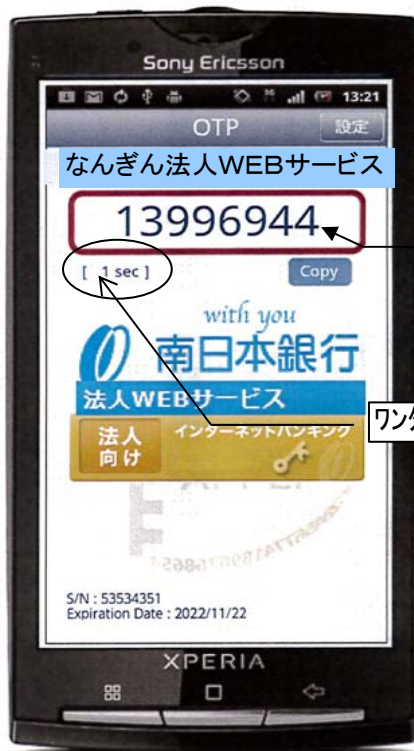 Sony Ericsson
3G 13:21
OTP 設定
なんぎん法人WEBサービス
13996944
[ 1 sec ] Copy
with you
南日本銀行
法人WEBサービス
法人
向け
インターネットバンキング
ワン
S/N : 53534351
Expiration Date : 2022/11/22
XPERIA